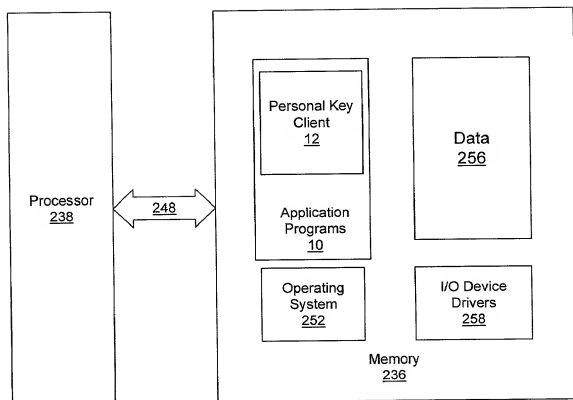 Processor
238
248
Personal Key
Client
12
Application
Programs
10
Data
256
Operating
System
252
I/O Device
Drivers
258
Memory
236